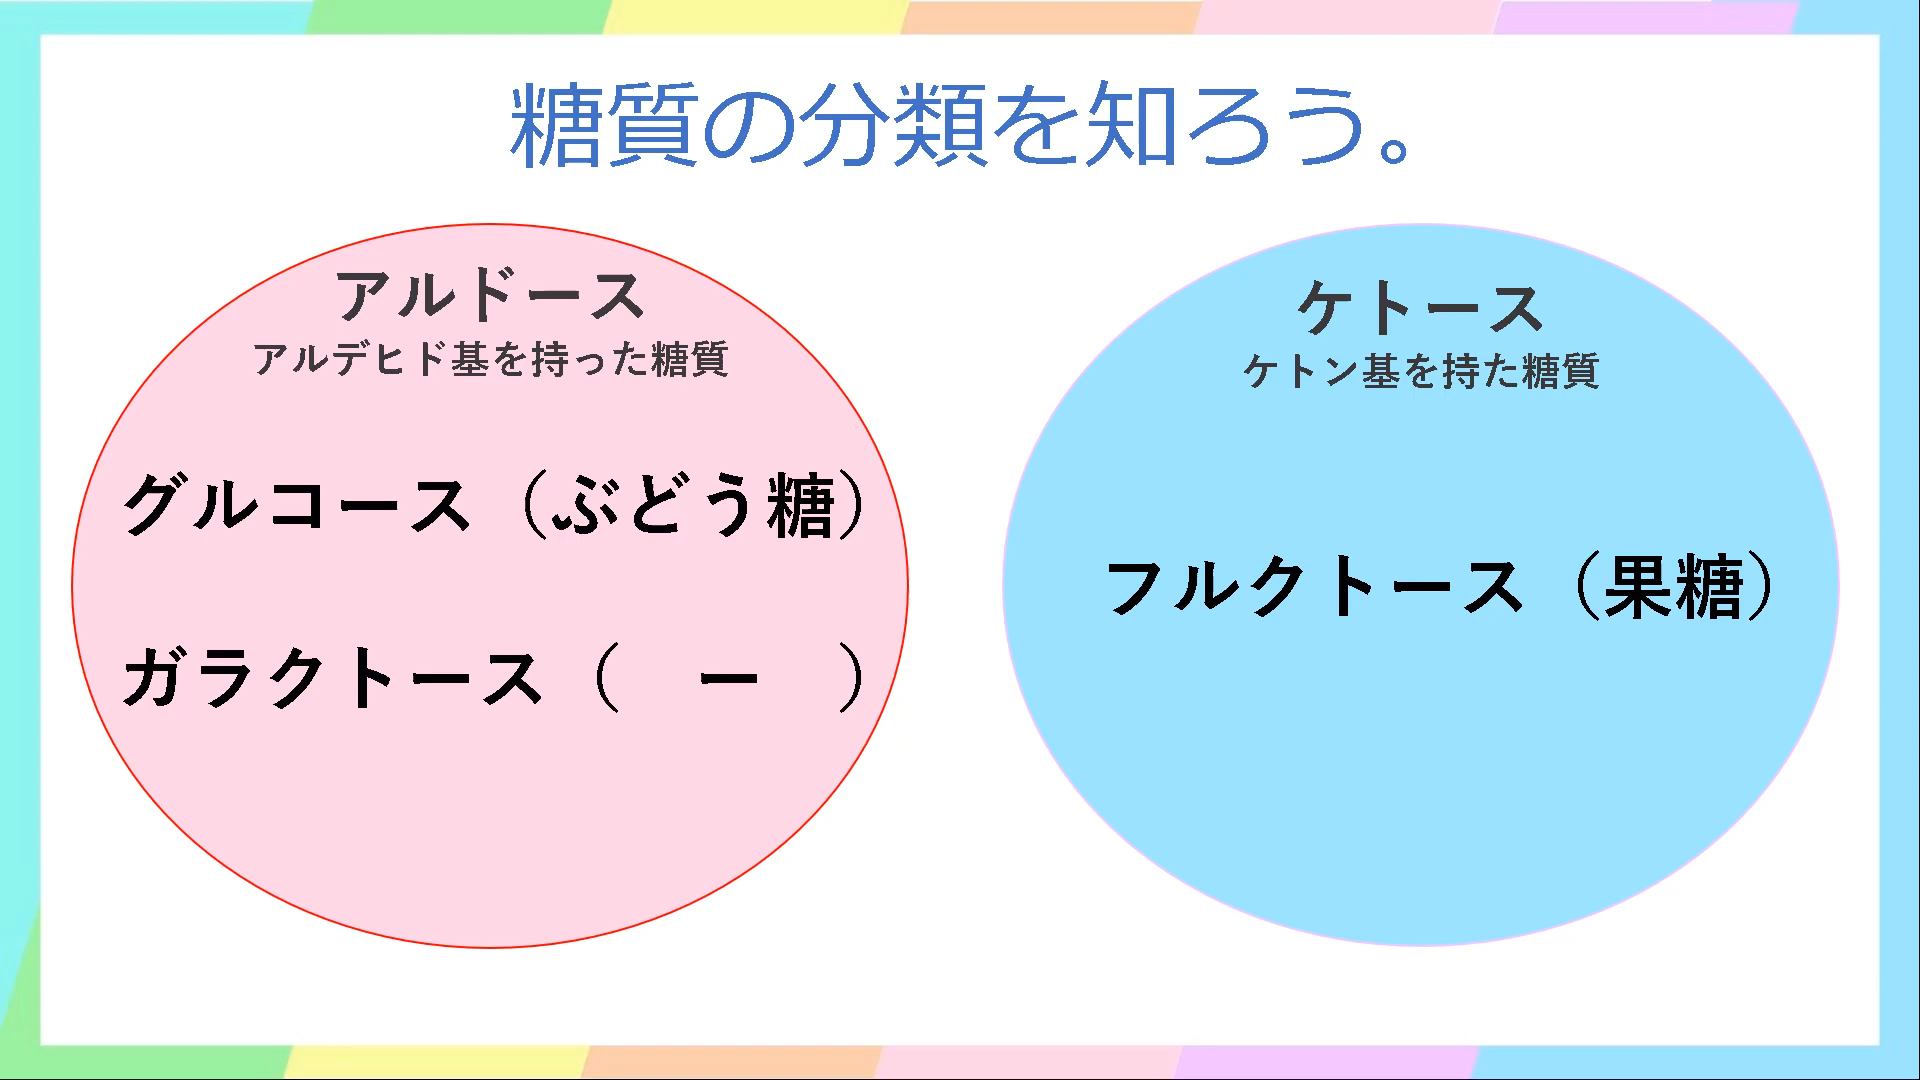 糖質の分類を知ろう。
アルドース
アルデヒド基を持った糖質
グルコース（ぶどう糖）
ガラクトース（　ー　）
ケトース
ケトン基を持た糖質
フルクトース（果糖）